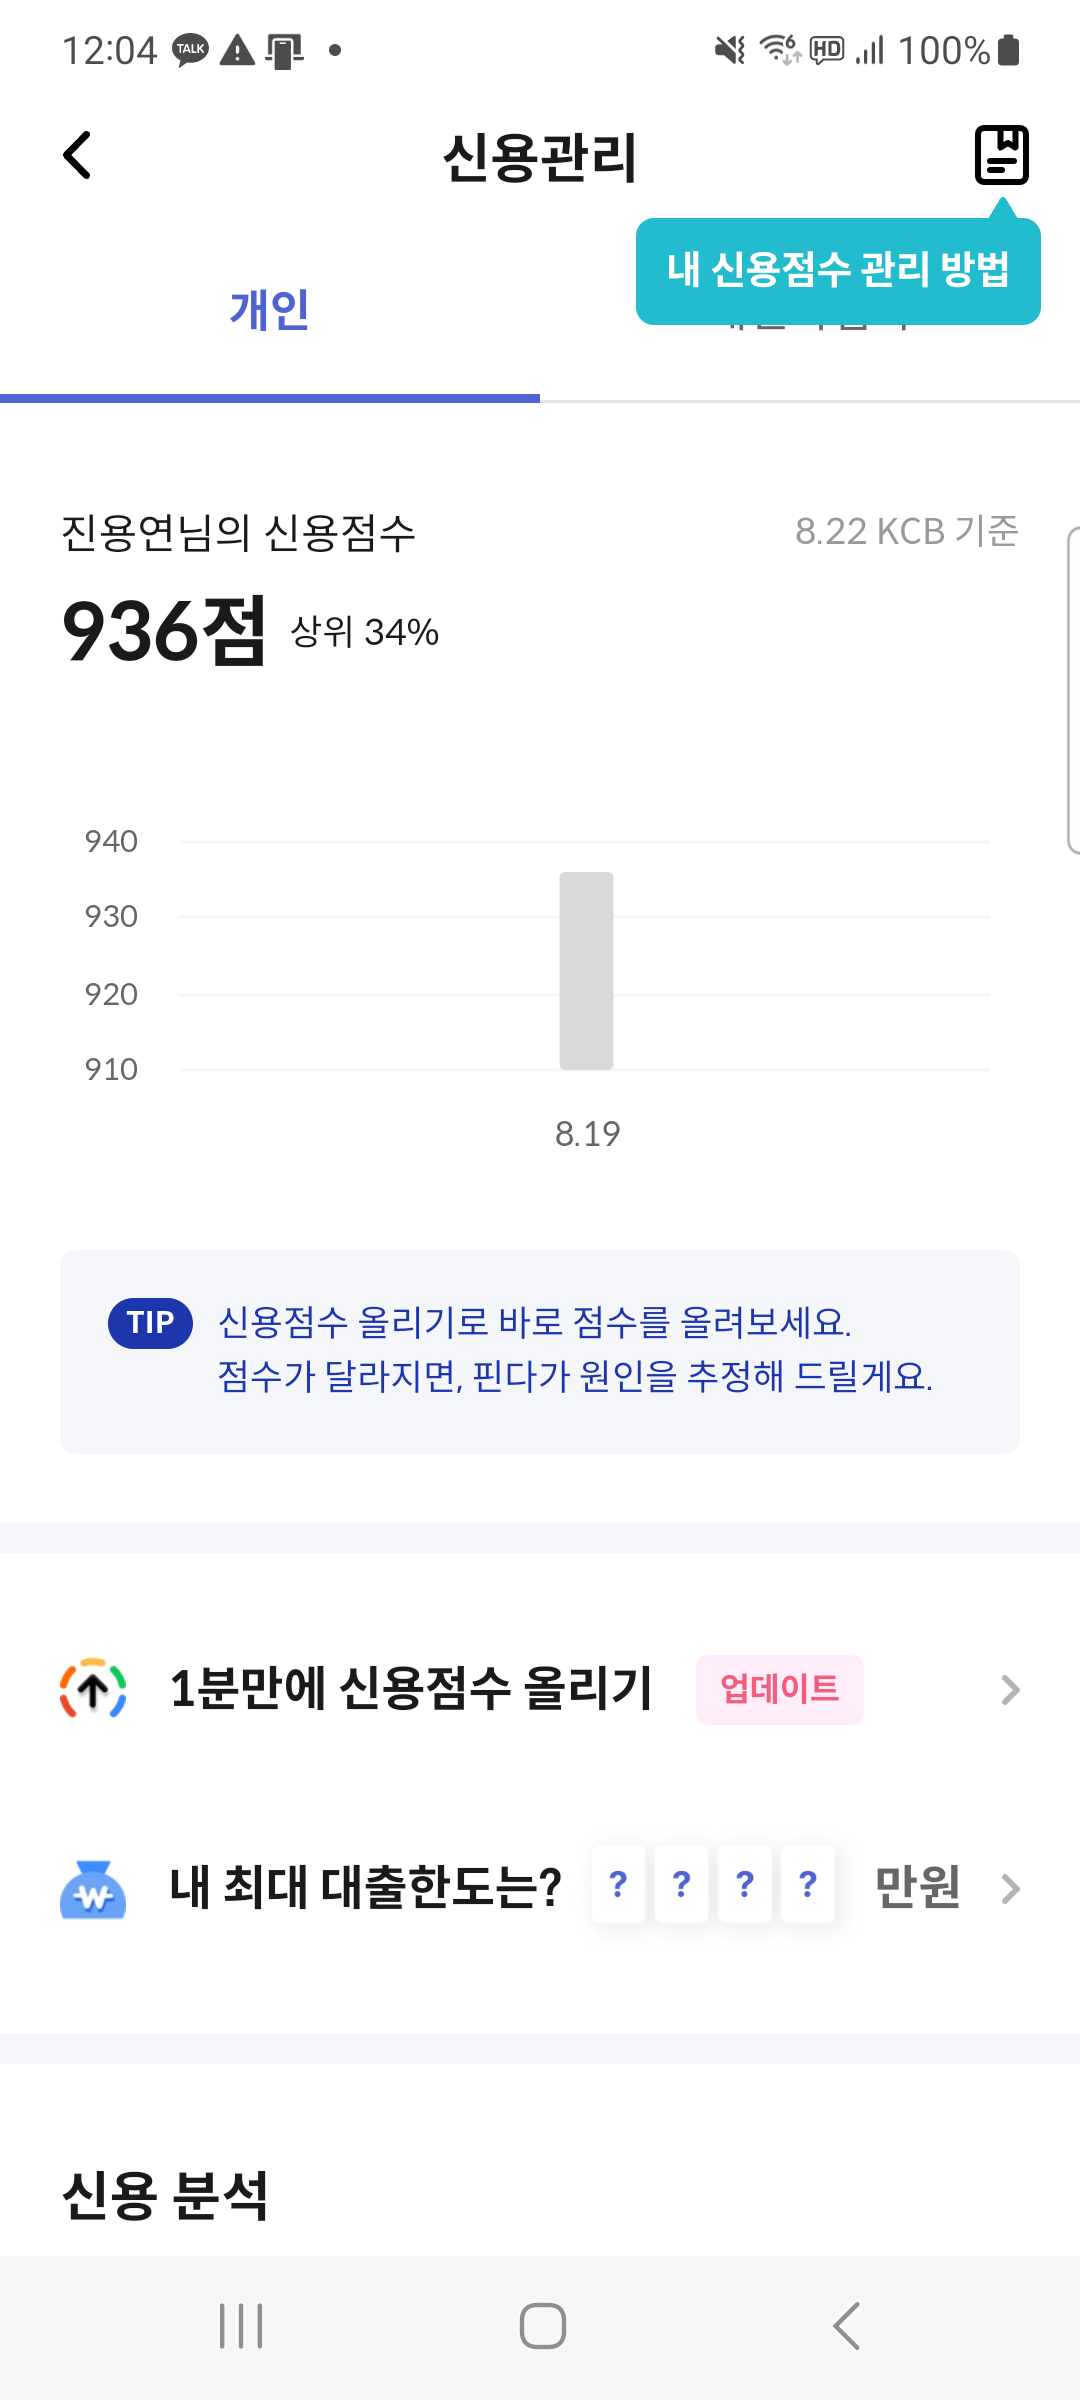 12:04 TALK HD 100%
신용관리
내 신용점수 관리 방법
개인
진용연님의 신용점수
8.22 KCB 기준
936점 상위 34%
940
930
920
910
8.19
TIP 신용점수 올리기로 바로 점수를 올려보세요.
점수가 달라지면, 핀다가 원인을 추정해 드릴게요.
1분만에 신용점수 올리기 업데이트
내 최대 대출한도는? ? ? ? ? 만원
신용 분석